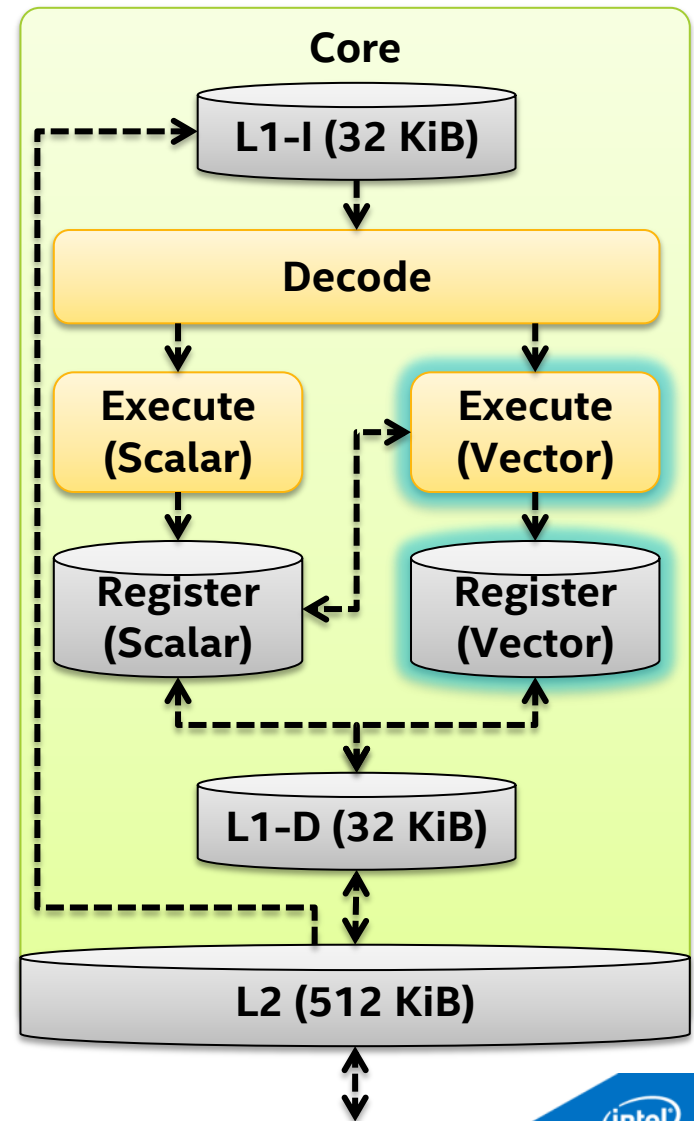 Core
L1-I (32 KiB)
Decode
Execute
(Scalar)
Execute
(Vector)
Register
(Scalar)
Register
(Vector)
L1-D (32 KiB)
L2 (512 KiB)
intel